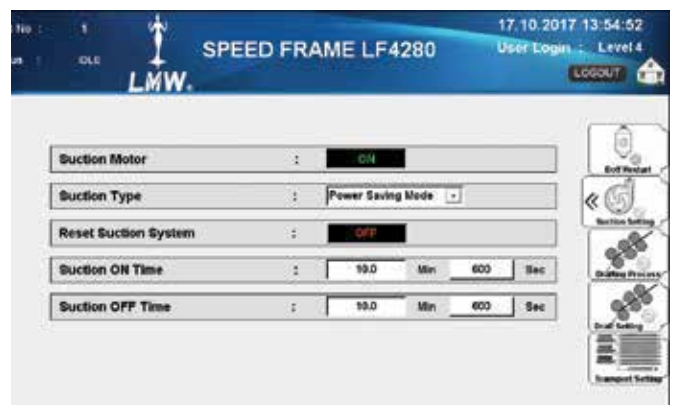 No : 1
17.10.2017 13:54:52
SPEED FRAME LF4280
User Login : Level 4
LOGOUT
LMW.
Suction Motor : ON
Suction Type : Power Saving Mode
Reset Suction System : OFF
Suction ON Time : 10.0 Min 600 Sec
Suction OFF Time : 10.0 Min 600 Sec
Suction Setting
Drafting Process
Draft Setting
Transport Setting